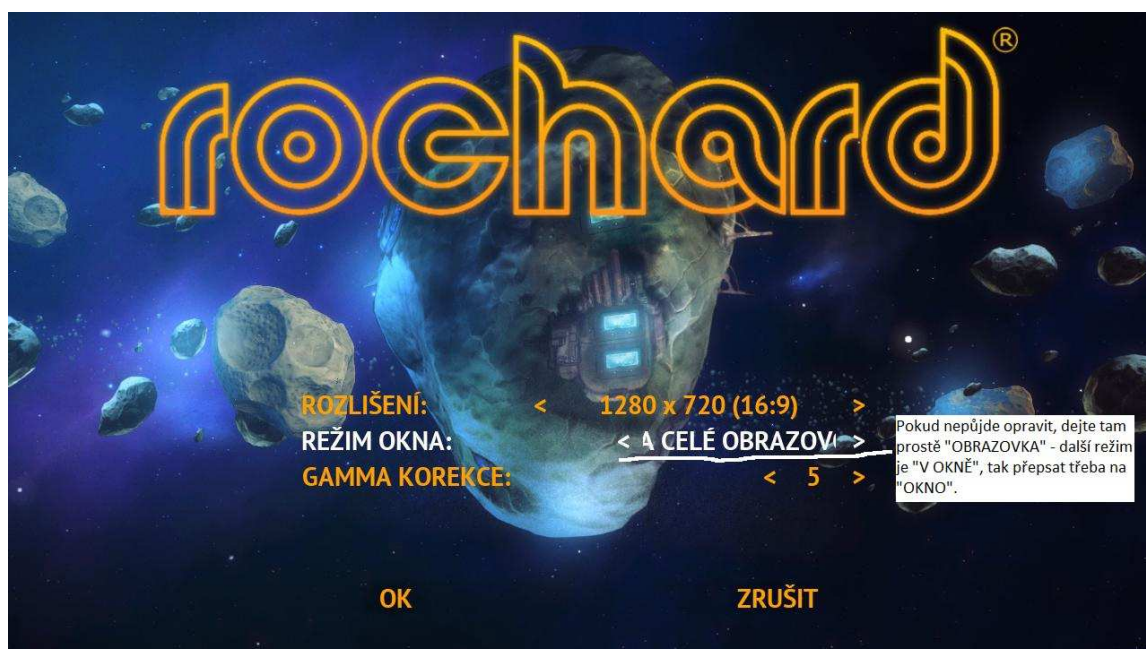 rochard®
ROZLIŠENÍ: < 1280 x 720 (16:9) >
REŽIM OKNA: < A CELÉ OBRAZOV >
GAMMA KOREKCE: < 5 >
Pokud nepůjde opravit, dejte tam
prostě "OBRAZOVKA" - další režim
je "V OKNĚ", tak přepsat třeba na
"OKNO".
OK ZRUŠIT